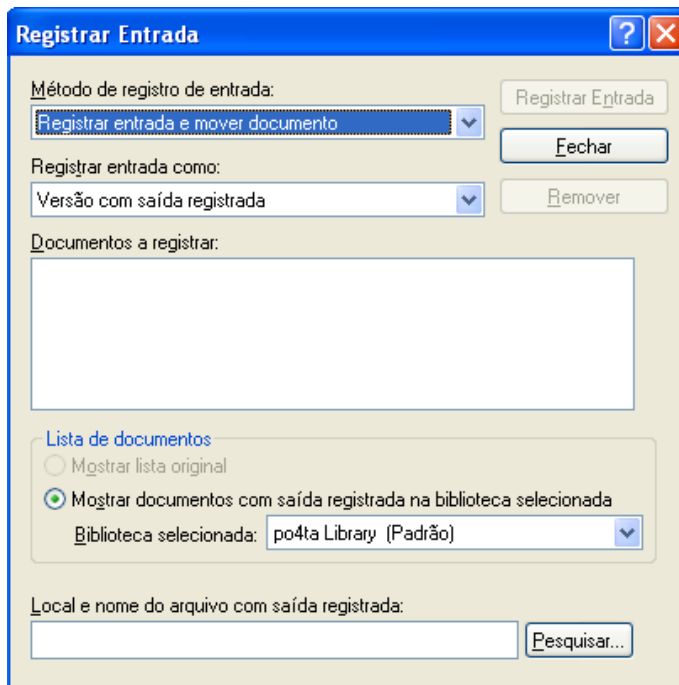 Registrar Entrada
Método de registro de entrada:
Registrar entrada e mover documento
Registrar Entrada
Fechar
Registrar entrada como:
Versão com saída registrada
Remover
Documentos a registrar:
Lista de documentos
Mostrar lista original
Mostrar documentos com saída registrada na biblioteca selecionada
Biblioteca selecionada: po4ta Library (Padrão)
Local e nome do arquivo com saída registrada:
Pesquisar...